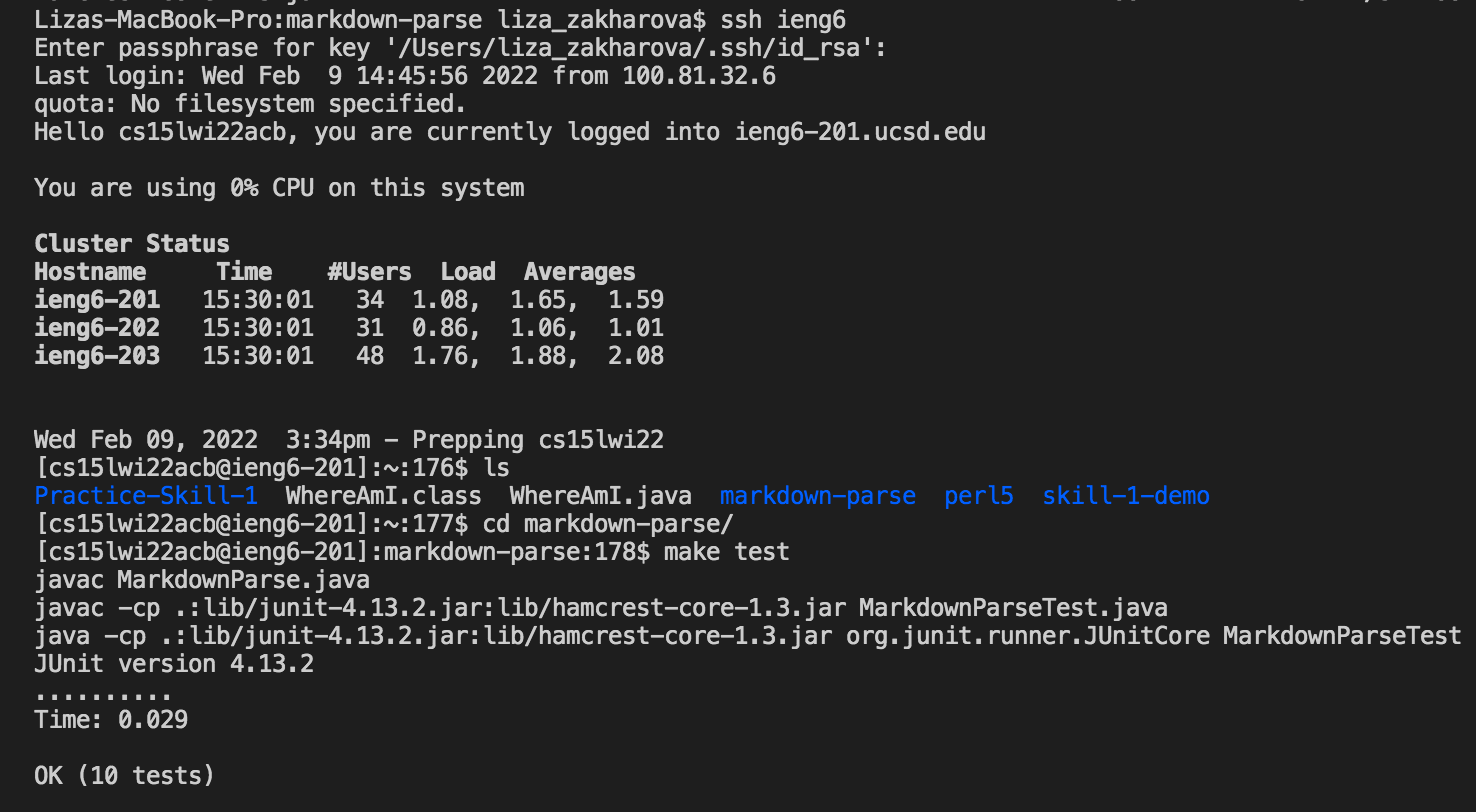 Lizas-MacBook-Pro:markdown-parse liza_zakharova$ ssh ieng6
Enter passphrase for key '/Users/liza_zakharova/.ssh/id_rsa':
Last login: Wed Feb  9 14:45:56 2022 from 100.81.32.6
quota: No filesystem specified.
Hello cs15lwi22acb, you are currently logged into ieng6-201.ucsd.edu
You are using 0% CPU on this system
Cluster Status
Hostname     Time    #Users  Load  Averages
ieng6-201   15:30:01   34  1.08,  1.65,  1.59
ieng6-202   15:30:01   31  0.86,  1.06,  1.01
ieng6-203   15:30:01   48  1.76,  1.88,  2.08
Wed Feb 09, 2022  3:34pm - Prepping cs15lwi22
[cs15lwi22acb@ieng6-201]:~:176$ ls
Practice-Skill-1  WhereAmI.class  WhereAmI.java  markdown-parse  perl5  skill-1-demo
[cs15lwi22acb@ieng6-201]:~:177$ cd markdown-parse/
[cs15lwi22acb@ieng6-201]:markdown-parse:178$ make test
javac MarkdownParse.java
javac -cp .:lib/junit-4.13.2.jar:lib/hamcrest-core-1.3.jar MarkdownParseTest.java
java -cp .:lib/junit-4.13.2.jar:lib/hamcrest-core-1.3.jar org.junit.runner.JUnitCore MarkdownParseTest
JUnit version 4.13.2
..........
Time: 0.029
OK (10 tests)